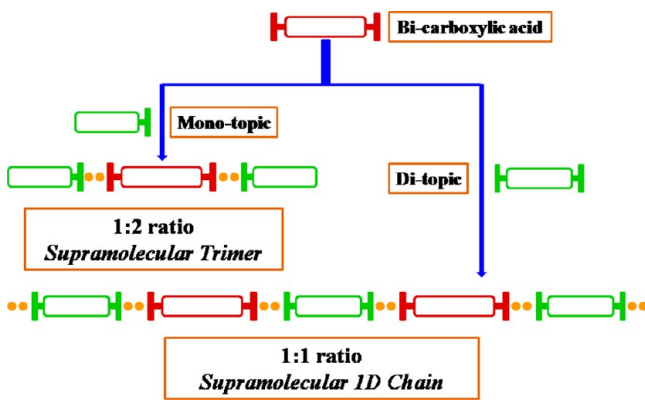 Bi-carboxylic acid
Mono-topic
Di-topic
1:2 ratio
Supramolecular Trimer
1:1 ratio
Supramolecular 1D Chain